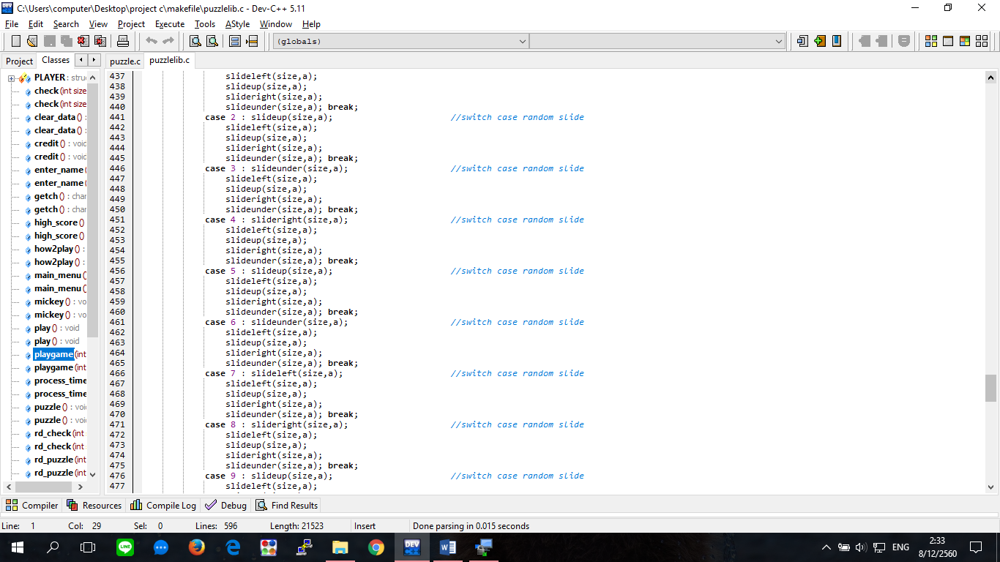 C:\Users\computer\Desktop\project c\makefile\puzzlelib.c - Dev-C++ 5.11
File Edit Search View Project Execute Tools AStyle Window Help
(globals)
Project Classes puzzle.c puzzlelib.c
PLAYER : struc
check (int size
check (int size
clear_data () :
clear_data () :
credit () : void
credit () : void
enter_name (
enter_name (
getch () : char
getch () : char
high_score ()
high_score ()
how2play () :
how2play () :
main_menu ()
main_menu ()
mickey () : vo
mickey () : vo
play () : void
play () : void
playgame (int
playgame (int
process_time
process_time
puzzle () : voi
puzzle () : voi
rd_check (int
rd_check (int
rd_puzzle (int
rd_puzzle (int
437 slideleft(size,a);
438 slideup(size,a);
439 slideright(size,a);
440 slideunder(size,a); break;
441 case 2 : slideup(size,a); //switch case random slide
442 slideleft(size,a);
443 slideup(size,a);
444 slideright(size,a);
445 slideunder(size,a); break;
446 case 3 : slideunder(size,a); //switch case random slide
447 slideleft(size,a);
448 slideup(size,a);
449 slideright(size,a);
450 slideunder(size,a); break;
451 case 4 : slideright(size,a); //switch case random slide
452 slideleft(size,a);
453 slideup(size,a);
454 slideright(size,a);
455 slideunder(size,a); break;
456 case 5 : slideup(size,a); //switch case random slide
457 slideleft(size,a);
458 slideup(size,a);
459 slideright(size,a);
460 slideunder(size,a); break;
461 case 6 : slideunder(size,a); //switch case random slide
462 slideleft(size,a);
463 slideup(size,a);
464 slideright(size,a);
465 slideunder(size,a); break;
466 case 7 : slideleft(size,a); //switch case random slide
467 slideleft(size,a);
468 slideup(size,a);
469 slideright(size,a);
470 slideunder(size,a); break;
471 case 8 : slideright(size,a); //switch case random slide
472 slideleft(size,a);
473 slideup(size,a);
474 slideright(size,a);
475 slideunder(size,a); break;
476 case 9 : slideup(size,a); //switch case random slide
477 slideleft(size,a);
Compiler Resources Compile Log Debug Find Results
Line: 1 Col: 29 Sel: 0 Lines: 596 Length: 21523 Insert Done parsing in 0.015 seconds
LINE DEV ENG 2:33
8/12/2560